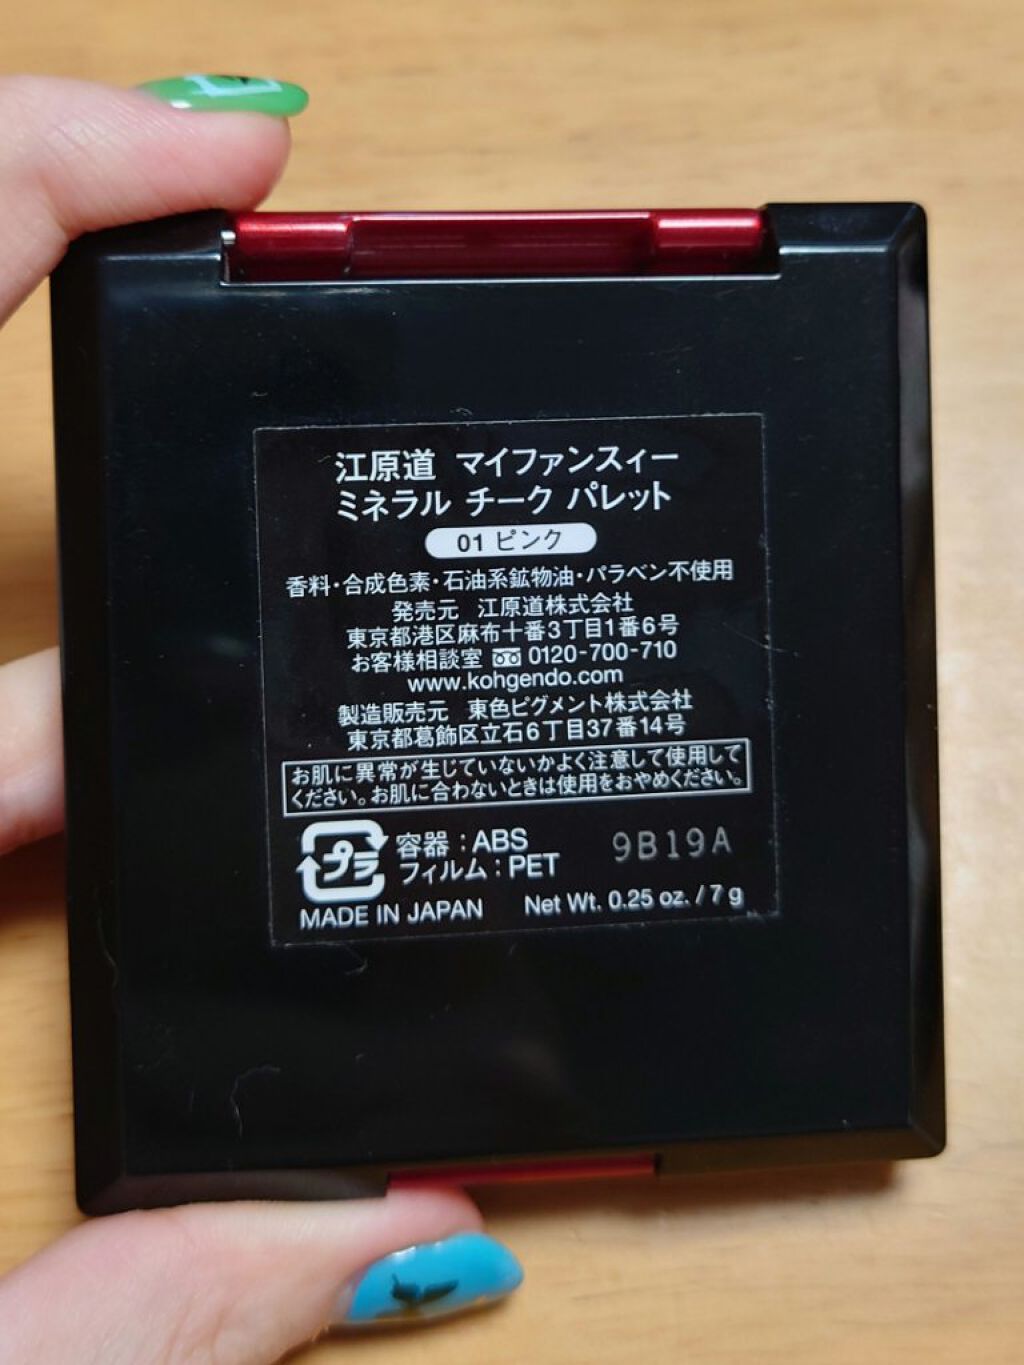 江原道 マイファンスィー
ミネラル チーク パレット
01 ピンク
香料・合成色素・石油系鉱物油・パラベン不使用
発売元 江原道株式会社
東京都港区麻布十番3丁目1番6号
お客様相談室 0120-700-710
www.kohgendo.com
製造販売元 東色ピグメント株式会社
東京都葛飾区立石6丁目37番14号
お肌に異常が生じていないかよく注意して使用して
ください。お肌に合わないときは使用をおやめください。
プラ 容器:ABS
フィルム:PET
9B19A
MADE IN JAPAN Net Wt. 0.25 oz. / 7 g